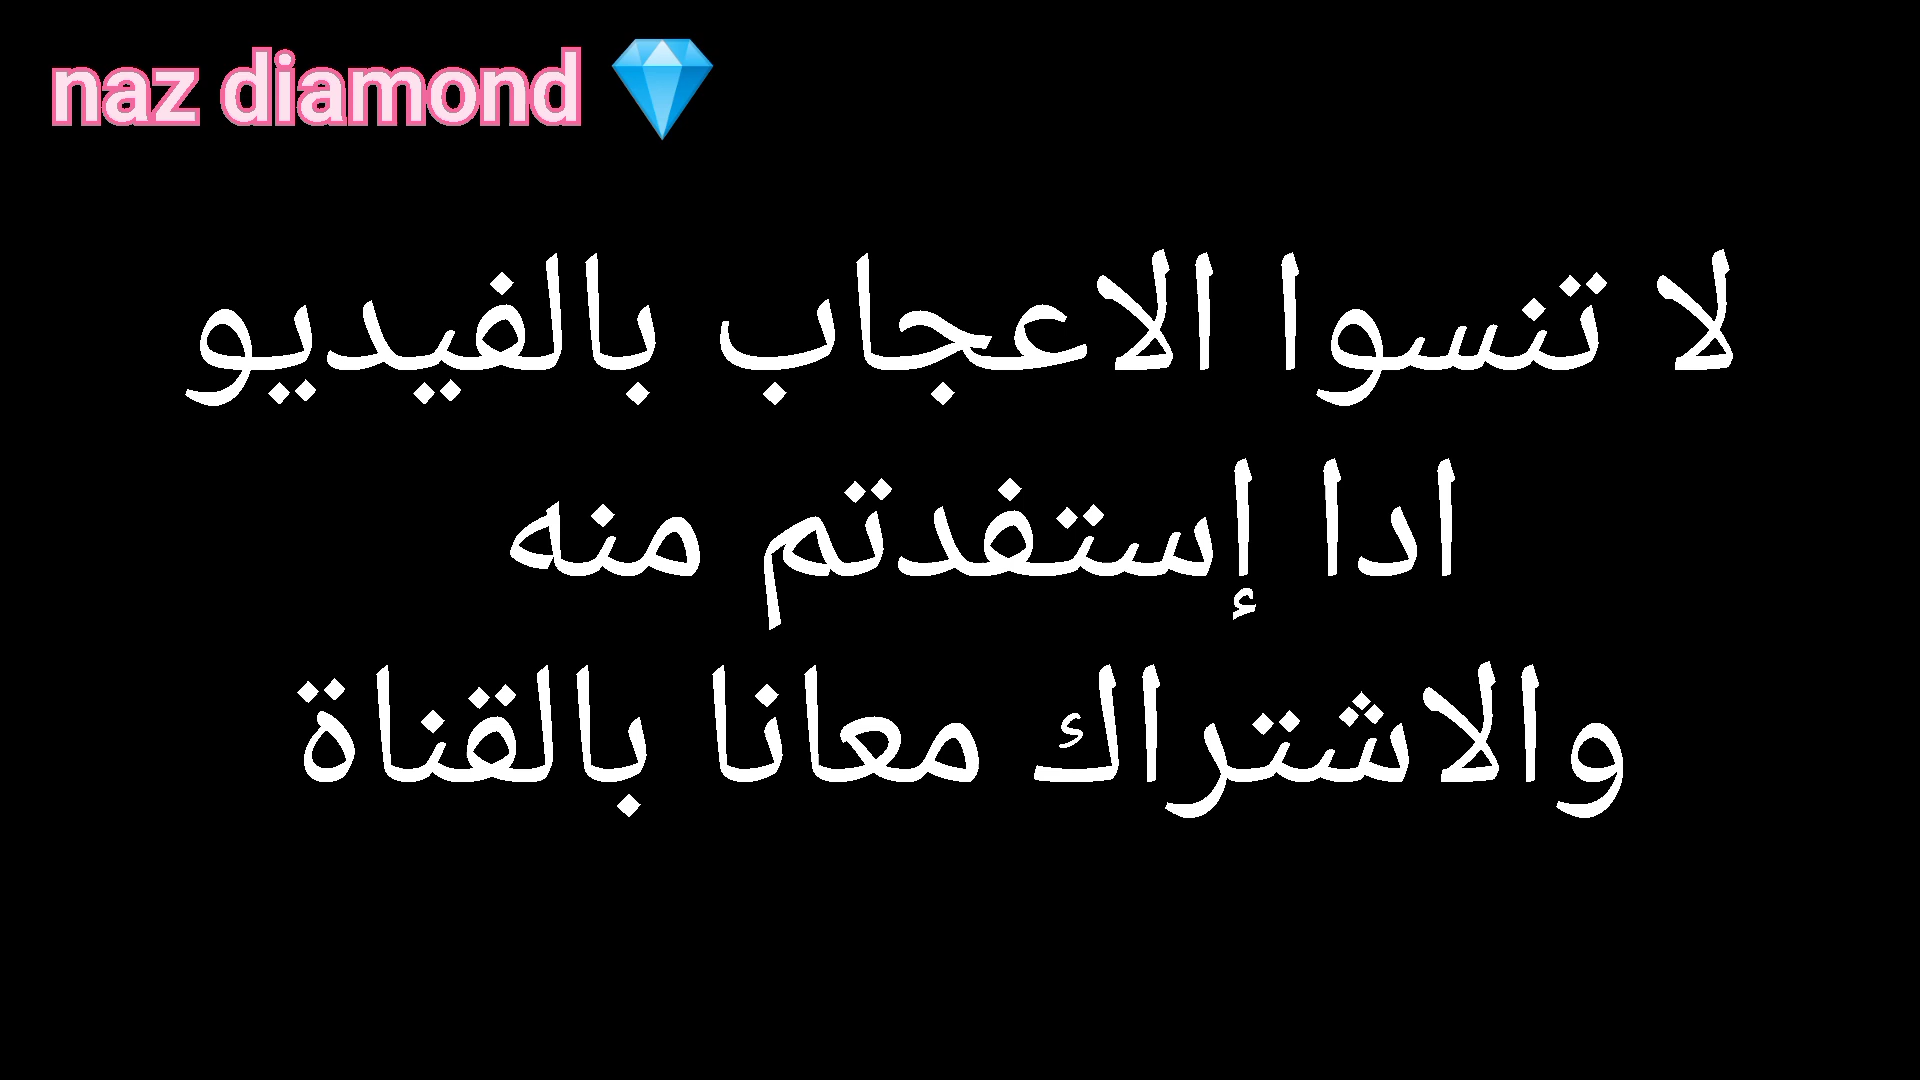 naz diamond 💎
لا تنسوا الاعجاب بالفيديو
ادا إستفدتم منه
والاشتراك معانا بالقناة